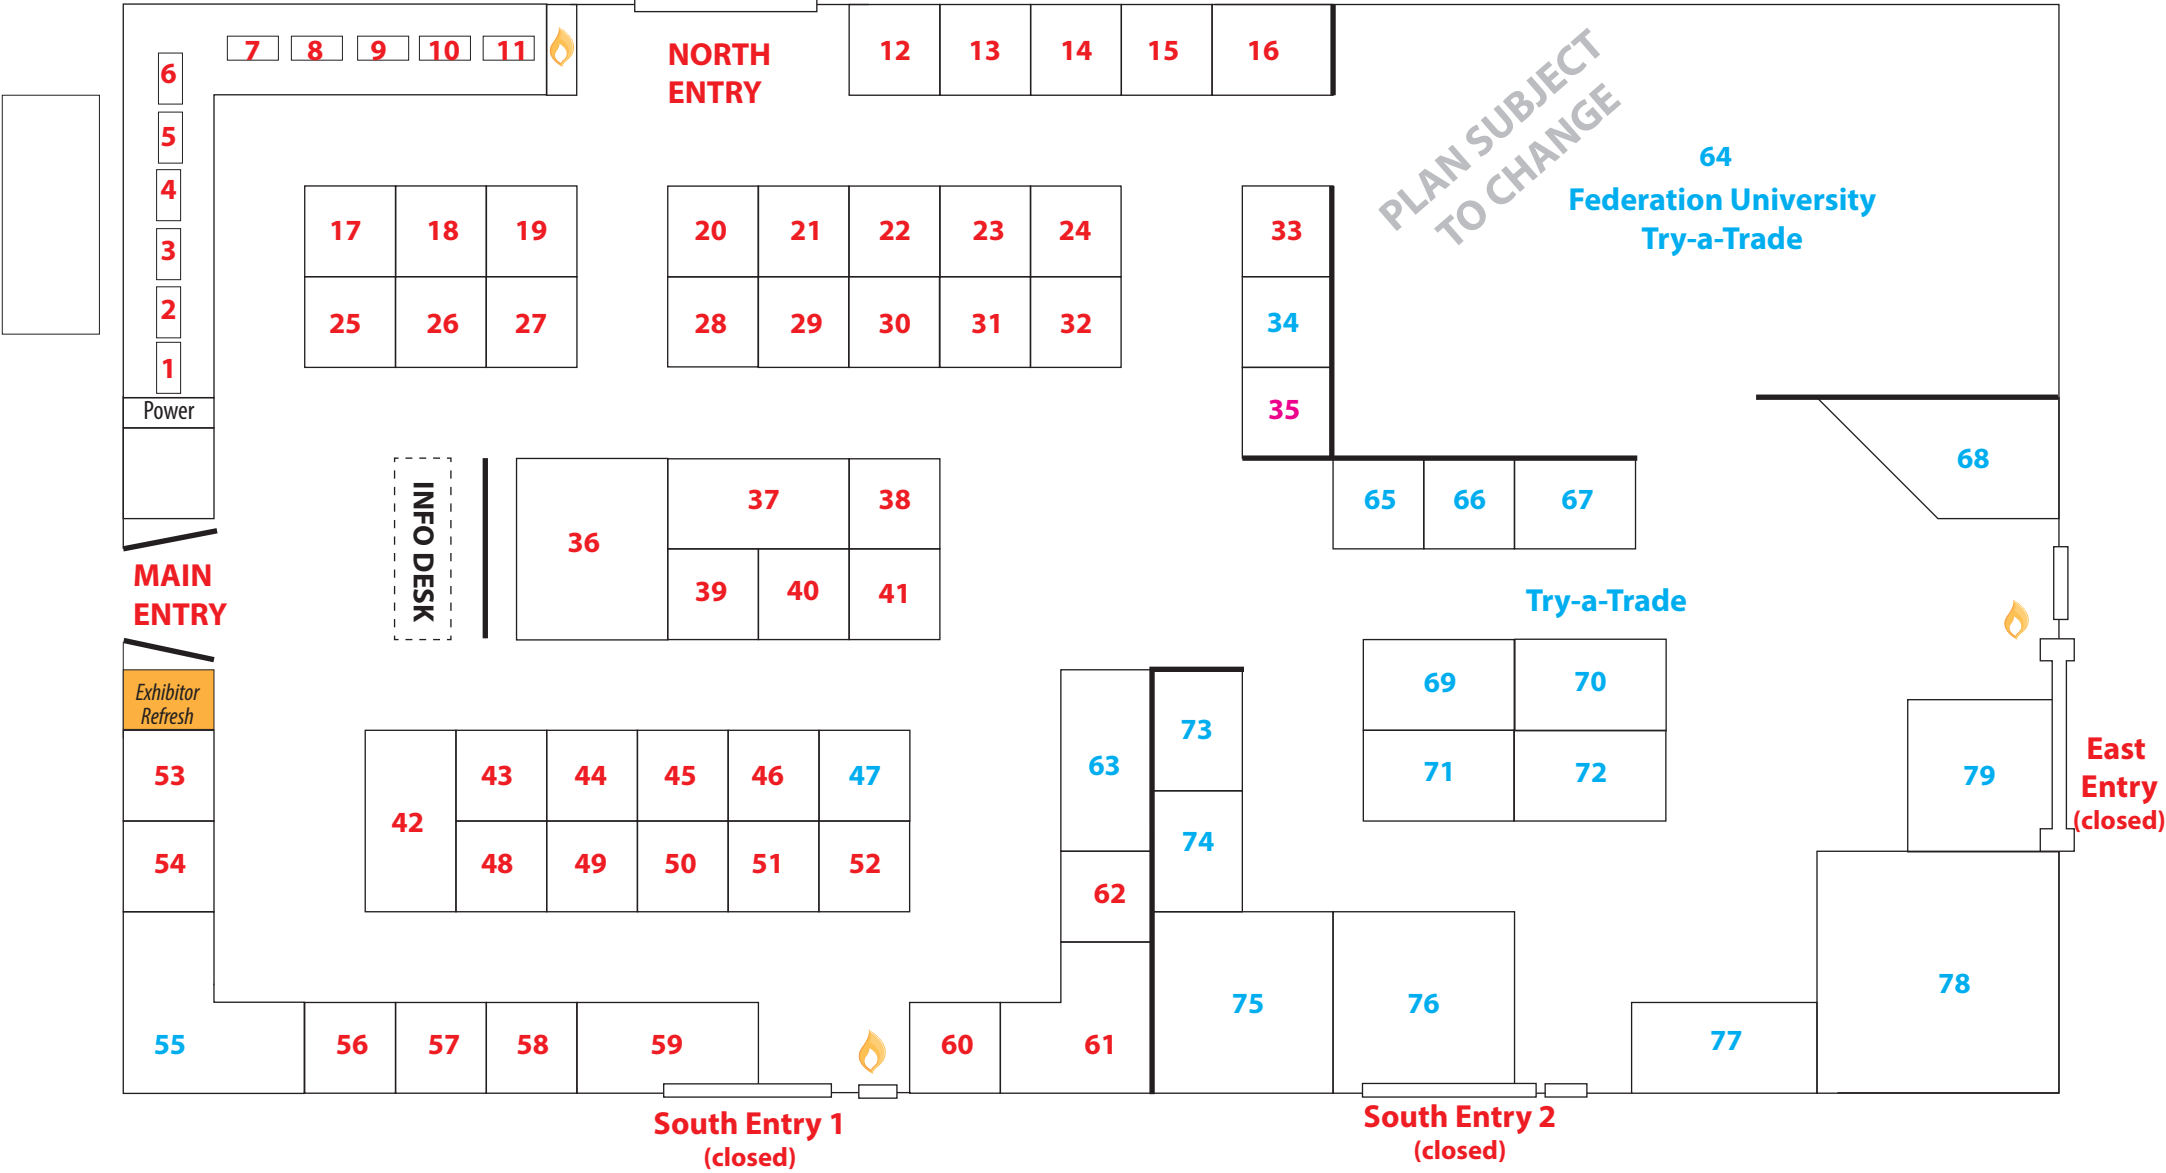 7 8 9 10 11
NORTH
ENTRY
12 13 14 15 16
6
5
4
3
2
1
Power
PLAN SUBJECT
TO CHANGE
64
Federation University
Try-a-Trade
17 18 19
20 21 22 23 24
33
25 26 27
28 29 30 31 32
34
35
INFO DESK
36
37 38
39 40 41
65 66 67
68
MAIN
ENTRY
Try-a-Trade
Exhibitor
Refresh
53
54
55
42
43 44 45 46 47
48 49 50 51 52
63
62
73
74
69 70
71 72
79
East
Entry
(closed)
56 57 58 59
60 61
75 76
77
78
South Entry 1
(closed)
South Entry 2
(closed)